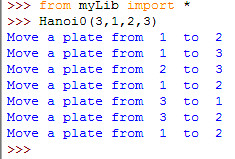 >>> from myLib import *
>>> Hanoi0(3,1,2,3)
Move a plate from  1  to  2
Move a plate from  1  to  3
Move a plate from  2  to  3
Move a plate from  1  to  2
Move a plate from  3  to  1
Move a plate from  3  to  2
Move a plate from  1  to  2
>>>